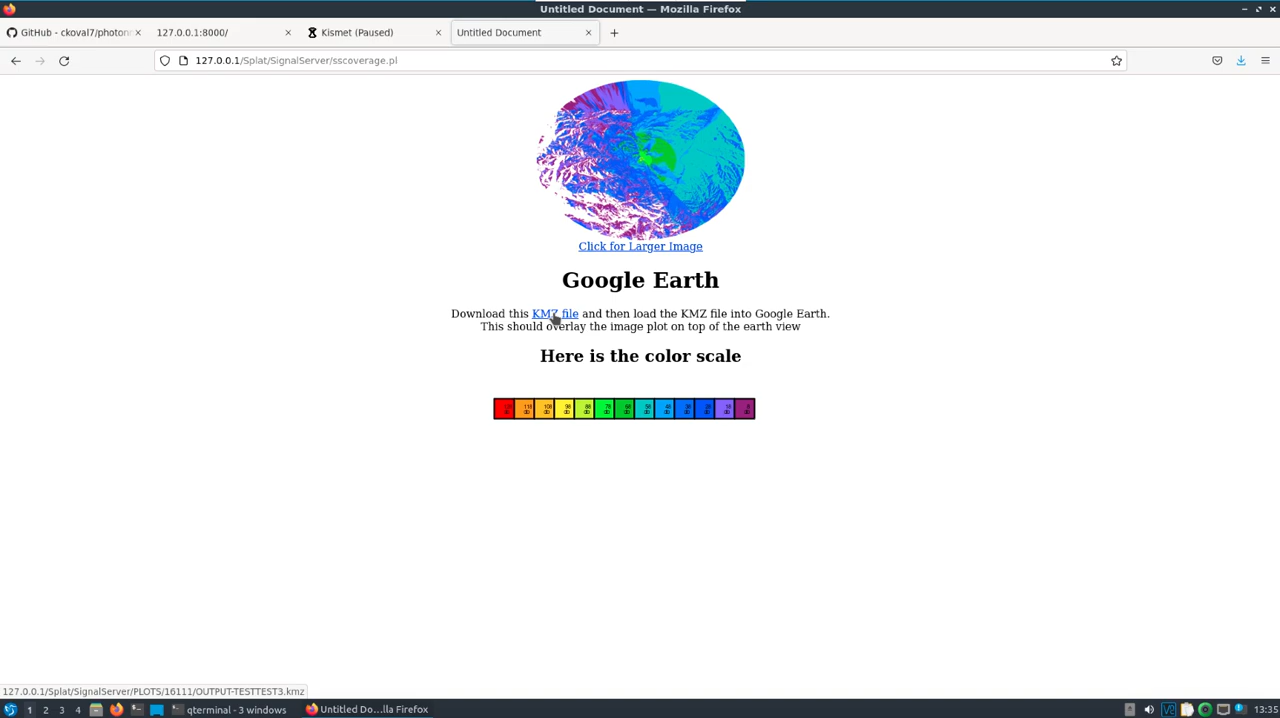 Untitled Document — Mozilla Firefox
GitHub - ckoval7/photon
127.0.0.1:8000/
Kismet (Paused)
Untitled Document
127.0.0.1/Splat/SignalServer/sscoverage.pl
Click for Larger Image
Google Earth
Download this KMZ file and then load the KMZ file into Google Earth.
This should overlay the image plot on top of the earth view
Here is the color scale
127.0.0.1/Splat/SignalServer/PLOTS/16111/OUTPUT-TESTTEST3.kmz
1 2 3 4 qterminal - 3 windows Untitled Do...lla Firefox 13:35